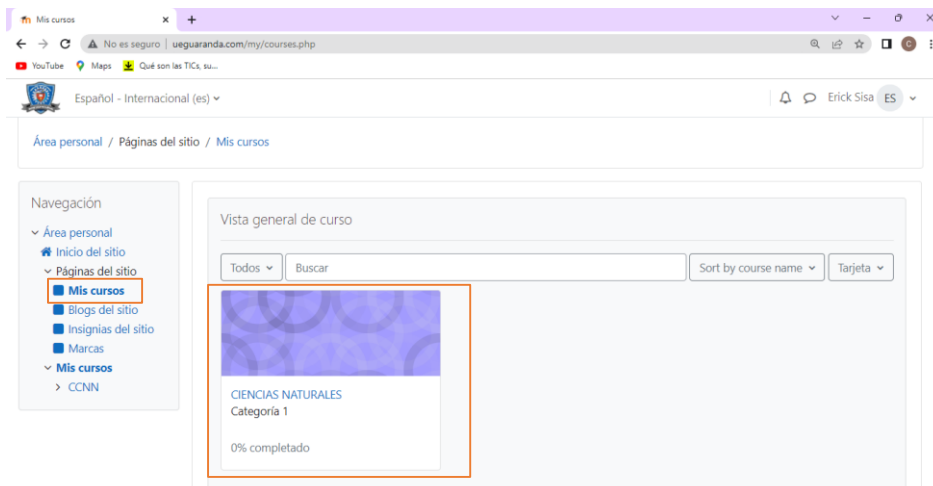 Mis cursos
No es seguro | ueguaranda.com/my/courses.php
C
YouTube Maps Qué son las TICs, su...
Español - Internacional (es)
Erick Sisa ES
Área personal / Páginas del sitio / Mis cursos
Navegación
Área personal
Inicio del sitio
Páginas del sitio
Mis cursos
Blogs del sitio
Insignias del sitio
Marcas
Mis cursos
CCNN
Vista general de curso
Todos Buscar Sort by course name Tarjeta
CIENCIAS NATURALES
Categoría 1
0% completado